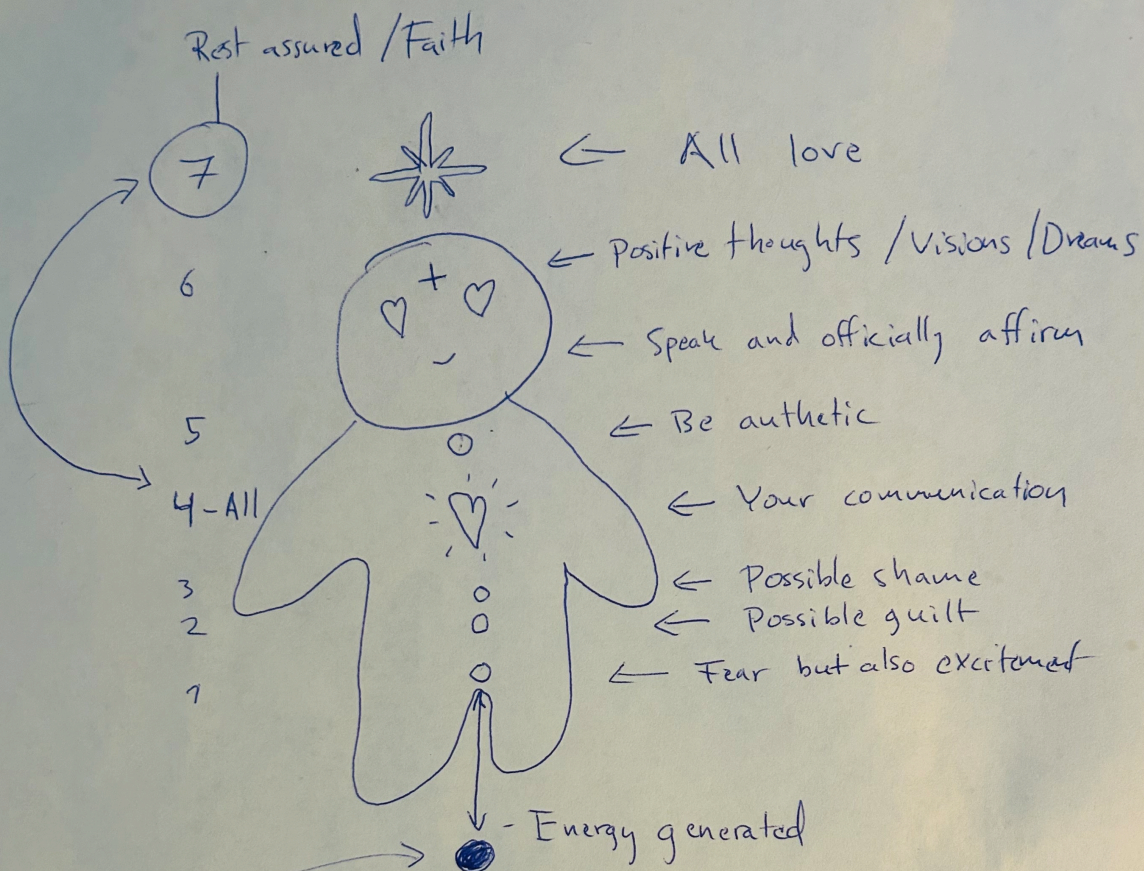 Rest assured / Faith
7
All love
6
Positive thoughts / Visions / Dreams
Speak and officially affirm
5
Be authetic
4 - All
Your communication
3
Possible shame
2
Possible guilt
1
Fear but also excitement
- Energy generated